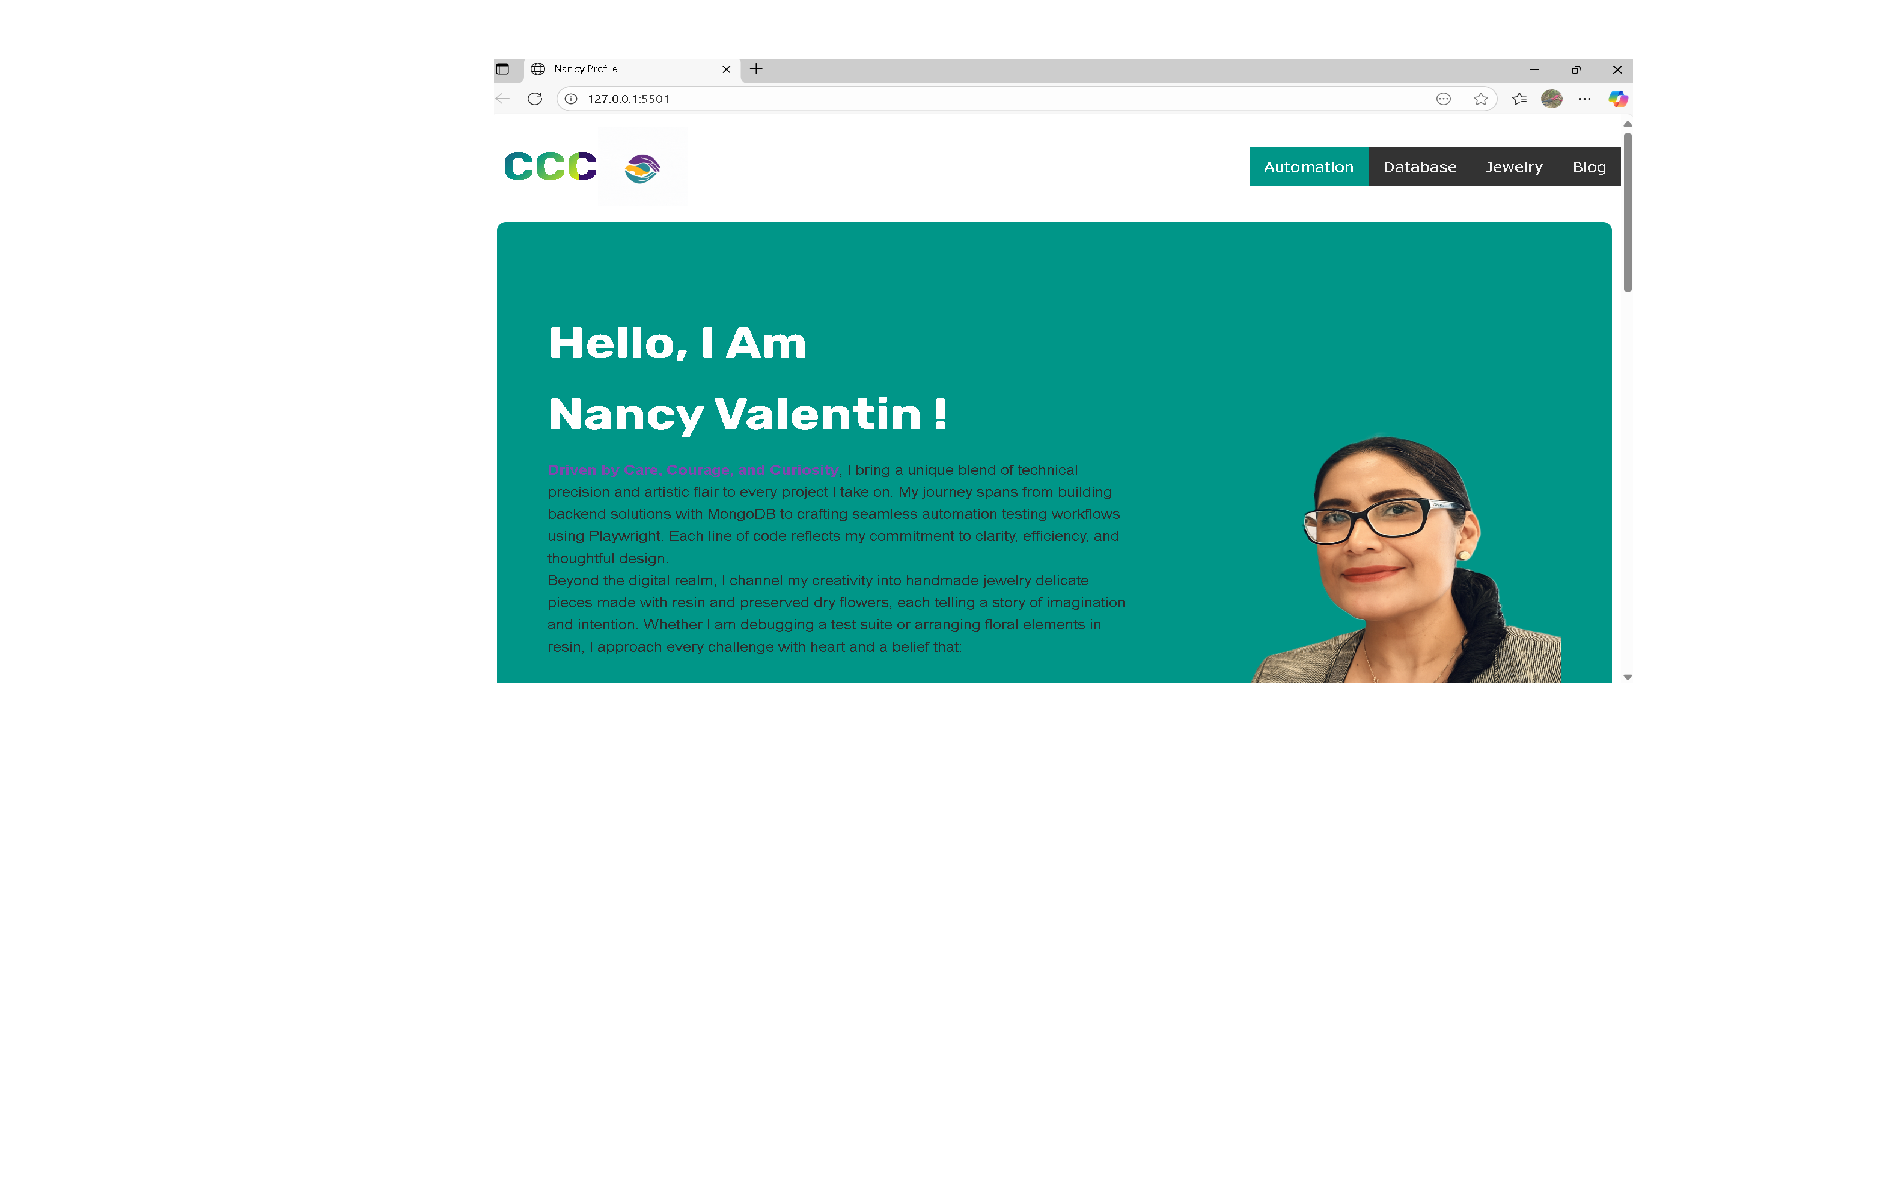 Nancy Profile
127.0.0.1:5501
CCC
Automation Database Jewelry Blog
Hello, I Am
Nancy Valentin !
Driven by Care, Courage, and Curiosity, I bring a unique blend of technical
precision and artistic flair to every project I take on. My journey spans from building
backend solutions with MongoDB to crafting seamless automation testing workflows
using Playwright. Each line of code reflects my commitment to clarity, efficiency, and
thoughtful design.
Beyond the digital realm, I channel my creativity into handmade jewelry delicate
pieces made with resin and preserved dry flowers, each telling a story of imagination
and intention. Whether I am debugging a test suite or arranging floral elements in
resin, I approach every challenge with heart and a belief that: